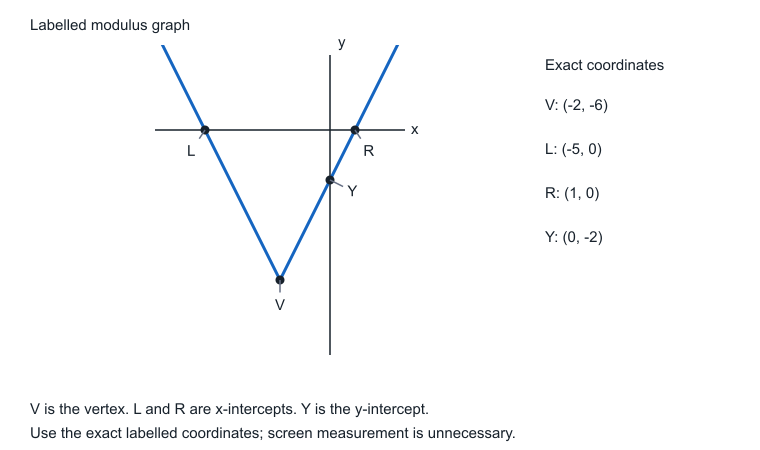 Labelled modulus graph
y
Exact coordinates
V: (-2, -6)
x
L
R
L: (-5, 0)
Y
R: (1, 0)
Y: (0, -2)
V
V is the vertex. L and R are x-intercepts. Y is the y-intercept.
Use the exact labelled coordinates; screen measurement is unnecessary.